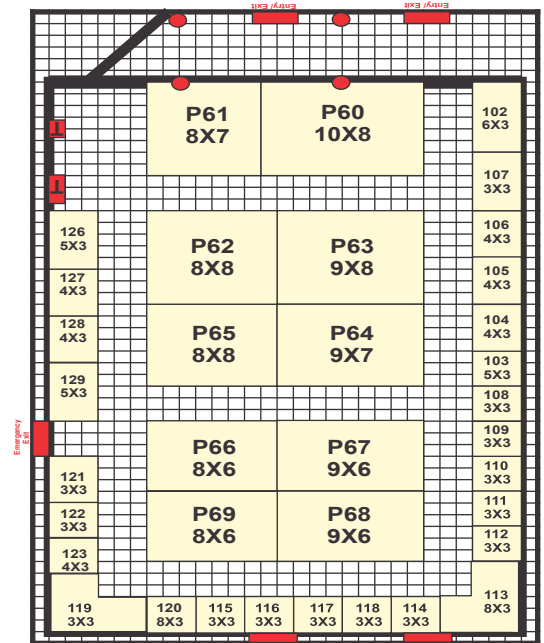 Entry/ Exit
Entry/ Exit
P61
8X7
P60
10X8
102
6X3
107
3X3
T
T
126
5X3
P62
8X8
P63
9X8
106
4X3
127
4X3
105
4X3
128
4X3
P65
8X8
P64
9X7
104
4X3
103
5X3
129
5X3
108
3X3
Emergency
Exit
P66
8X6
P67
9X6
109
3X3
121
3X3
110
3X3
122
3X3
P69
8X6
P68
9X6
111
3X3
123
4X3
112
3X3
119
3X3
120
8X3
115
3X3
116
3X3
117
3X3
118
3X3
114
3X3
113
8X3